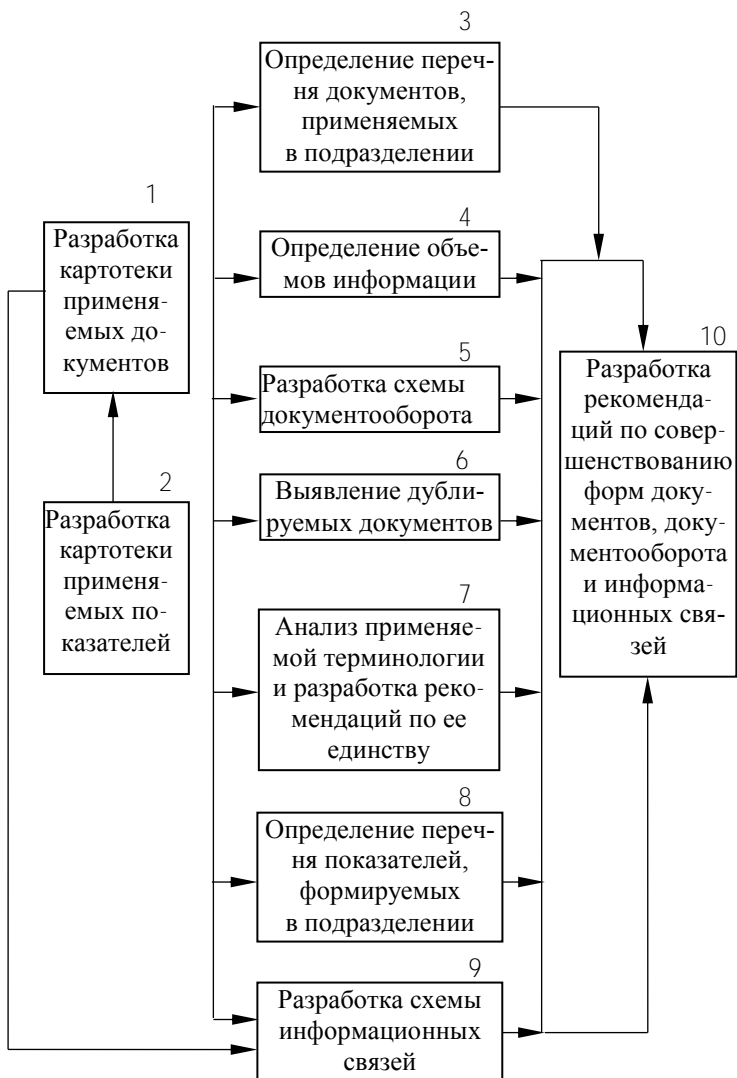 3
Определение переч-
ня документов,
применяемых
в подразделении
1
Разработка
картотеки
применя-
емых до-
кументов
4
Определение объе-
мов информации
5
Разработка схемы
документооборота
10
Разработка
рекоменда-
ций по совер-
шенствованию
форм доку-
ментов, доку-
ментооборота
и информа-
ционных свя-
зей
2
Разработка
картотеки
применя-
емых по-
казателей
6
Выявление дубли-
руемых документов
7
Анализ применяе-
мой терминологии
и разработка реко-
мендаций по ее
единству
8
Определение переч-
ня показателей,
формируемых
в подразделении
9
Разработка схемы
информационных
связей